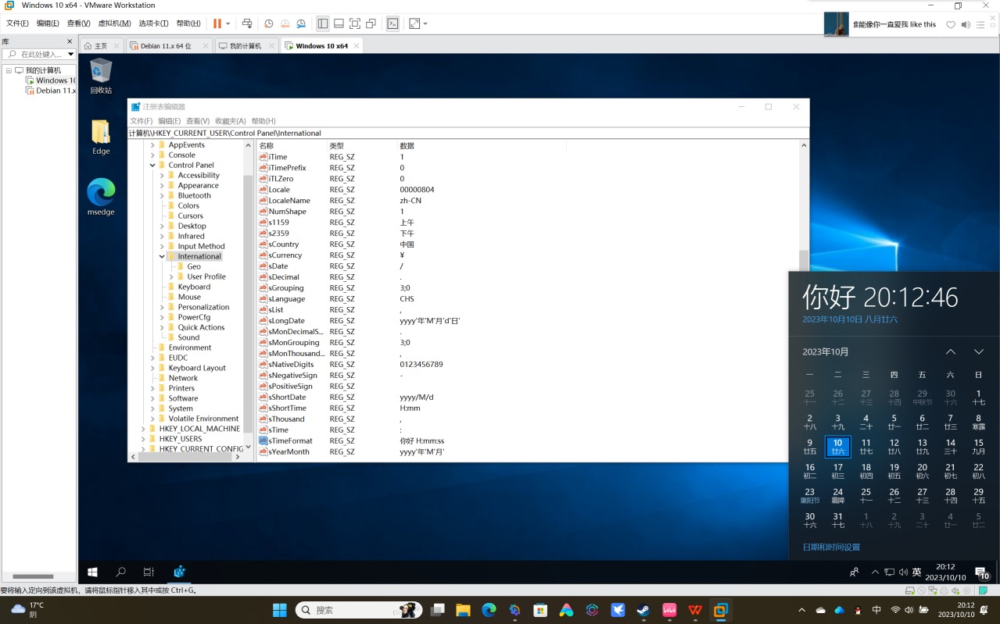 Windows 10 x64 - VMware Workstation
文件(F) 编辑(E) 查看(V) 虚拟机(M) 选项卡(T) 帮助(H)
谁能像你一直爱我 like this
库
在此处键入...
我的计算机
Windows 10
Debian 11.x
主页
Debian 11.x 64 位
我的计算机
Windows 10 x64
回收站
Edge
msedge
注册表编辑器
文件(F) 编辑(E) 查看(V) 收藏夹(A) 帮助(H)
计算机\HKEY_CURRENT_USER\Control Panel\International
AppEvents
Console
Control Panel
Accessibility
Appearance
Bluetooth
Colors
Cursors
Desktop
Infrared
Input Method
International
Geo
User Profile
Keyboard
Mouse
Personalization
PowerCfg
Quick Actions
Sound
Environment
EUDC
Keyboard Layout
Network
Printers
Software
System
Volatile Environment
HKEY_LOCAL_MACHINE
HKEY_USERS
HKEY_CURRENT_CONFIG
名称 类型 数据
iTime REG_SZ 1
iTimePrefix REG_SZ 0
iTLZero REG_SZ 0
Locale REG_SZ 00000804
LocaleName REG_SZ zh-CN
NumShape REG_SZ 1
s1159 REG_SZ 上午
s2359 REG_SZ 下午
sCountry REG_SZ 中国
sCurrency REG_SZ ¥
sDate REG_SZ /
sDecimal REG_SZ .
sGrouping REG_SZ 3;0
sLanguage REG_SZ CHS
sList REG_SZ ,
sLongDate REG_SZ yyyy'年'M'月'd'日'
sMonDecimalS... REG_SZ .
sMonGrouping REG_SZ 3;0
sMonThousand... REG_SZ ,
sNativeDigits REG_SZ 0123456789
sNegativeSign REG_SZ -
sPositiveSign REG_SZ
sShortDate REG_SZ yyyy/M/d
sShortTime REG_SZ H:mm
sThousand REG_SZ ,
sTime REG_SZ :
sTimeFormat REG_SZ 你好 H:mm:ss
sYearMonth REG_SZ yyyy'年'M'月'
你好 20:12:46
2023年10月10日 八月廿六
2023年10月
一 二 三 四 五 六 日
25 26 27 28 29 30 1
十一 十二 十三 十四 中秋节 十六 十七
2 3 4 5 6 7 8
十八 十九 二十 廿一 廿二 廿三 寒露
9 10 11 12 13 14 15
廿五 廿六 廿七 廿八 廿九 三十 九月
16 17 18 19 20 21 22
初二 初三 初四 初五 初六 初七 初八
23 24 25 26 27 28 29
重阳节 霜降 十一 十二 十三 十四 十五
30 31 1 2 3 4 5
十六 十七 十八 十九 二十 廿一 廿二
日期和时间设置
英
20:12
2023/10/10
10
要将输入定向到该虚拟机，请将鼠标指针移入其中或按 Ctrl+G。
17°C
阴
搜索
中
20:12
2023/10/10